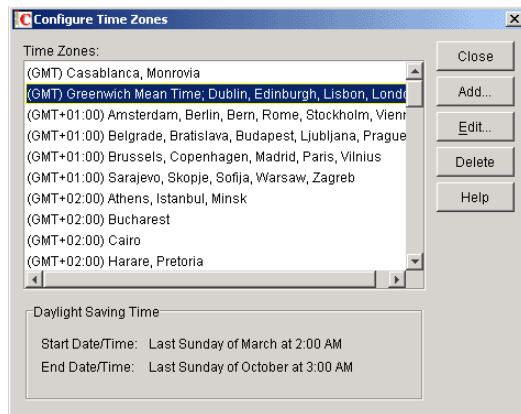 Configure Time Zones
Time Zones:
(GMT) Casablanca, Monrovia
(GMT) Greenwich Mean Time; Dublin, Edinburgh, Lisbon,
(GMT+01:00) Amsterdam, Berlin, Bern, Rome, Stockholm,
(GMT+01:00) Belgrade, Bratislava, Budapest, Ljubljana, Prague
(GMT+01:00) Brussels, Copenhagen, Madrid, Paris, Vilnius
(GMT+01:00) Sarajevo, Skopje, Sofija, Warsaw, Zagreb
(GMT+02:00) Athens, Istanbul, Minsk
(GMT+02:00) Bucharest
(GMT+02:00) Cairo
(GMT+02:00) Harare, Pretoria
Close
Add...
Edit...
Delete
Help
Daylight Saving Time
Start Date/Time: Last Sunday of March at 2:00 AM
End Date/Time: Last Sunday of October at 3:00 AM